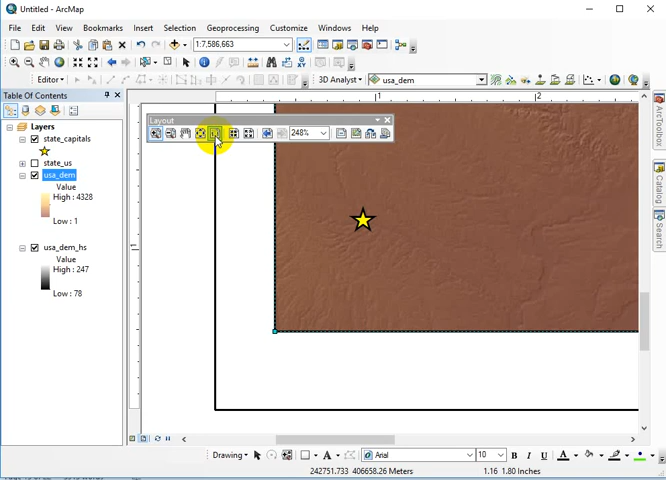 Untitled - ArcMap
File Edit View Bookmarks Insert Selection Geoprocessing Customize Windows Help
1:7,586,663
Editor 3D Analyst usa_dem
Table Of Contents
Layers
state_capitals
state_us
usa_dem
Value
High : 4328
Low : 1
usa_dem_hs
Value
High : 247
Low : 78
Layout
248%
1 2
1
ArcToolbox
Catalog
Search
Drawing A Arial 10 B I U A
242751.733 406658.26 Meters 1.16 1.80 Inches